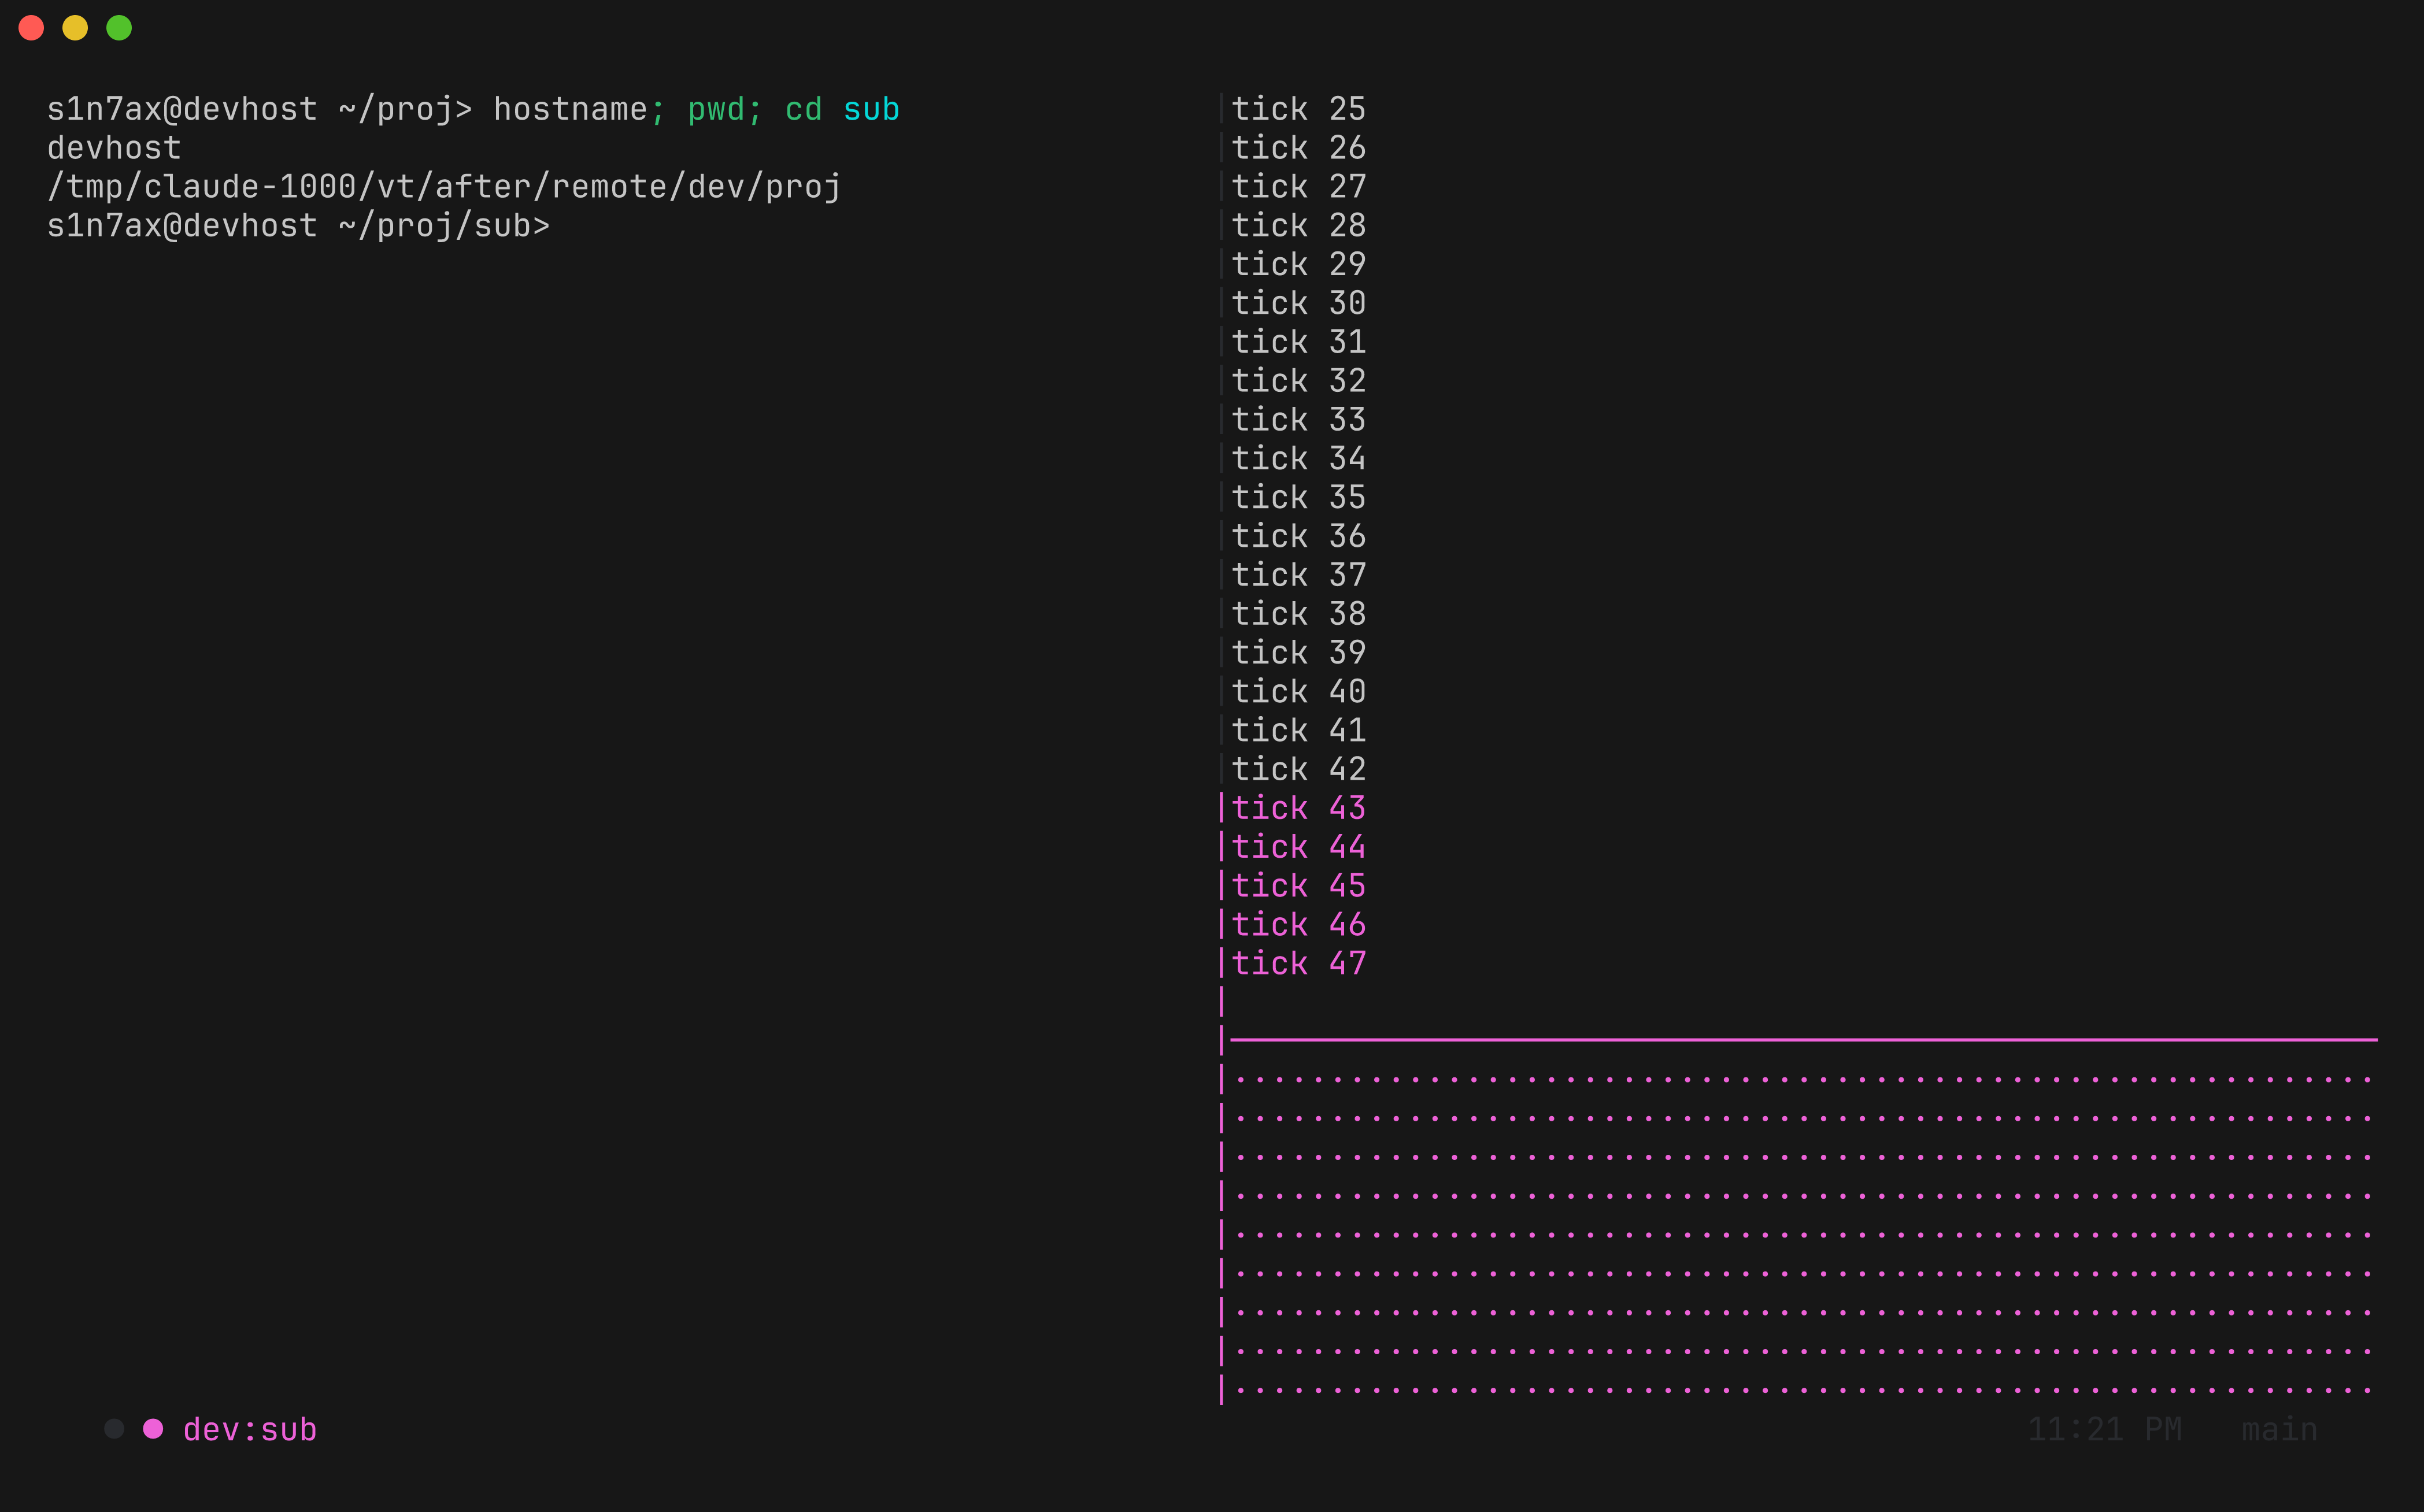 s1n7ax@devhost ~/proj> hostname; pwd; cd sub
devhost
/tmp/claude-1000/vt/after/remote/dev/proj
s1n7ax@devhost ~/proj/sub>
tick 25
tick 26
tick 27
tick 28
tick 29
tick 30
tick 31
tick 32
tick 33
tick 34
tick 35
tick 36
tick 37
tick 38
tick 39
tick 40
tick 41
tick 42
tick 43
tick 44
tick 45
tick 46
tick 47
dev:sub
11:21 PM main